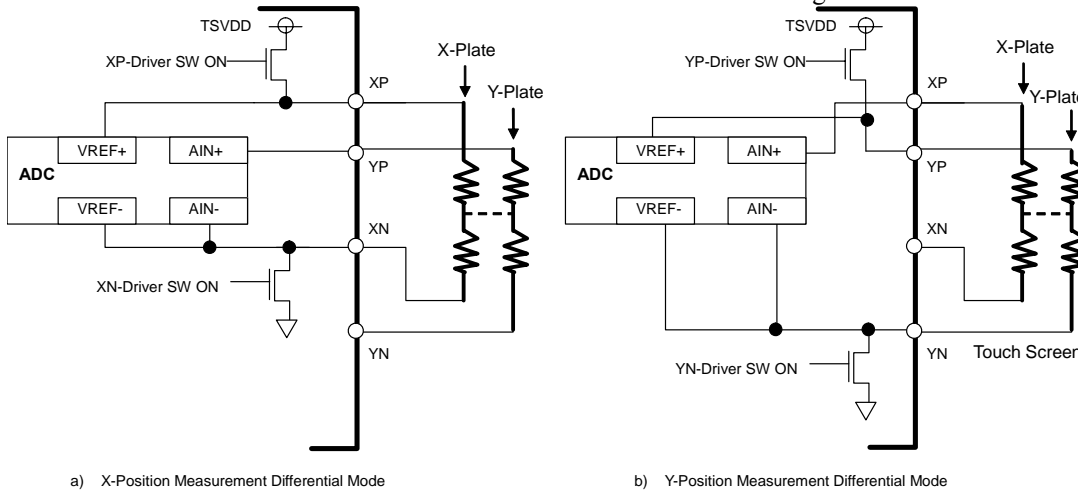 TSVDD
XP-Driver SW ON
X-Plate
Y-Plate
XP
VREF+
AIN+
YP
ADC
VREF-
AIN-
XN
XN-Driver SW ON
YN
a) X-Position Measurement Differential Mode
TSVDD
YP-Driver SW ON
X-Plate
XP
Y-Plate
VREF+
AIN+
YP
ADC
VREF-
AIN-
XN
YN
Touch Screen
YN-Driver SW ON
b) Y-Position Measurement Differential Mode